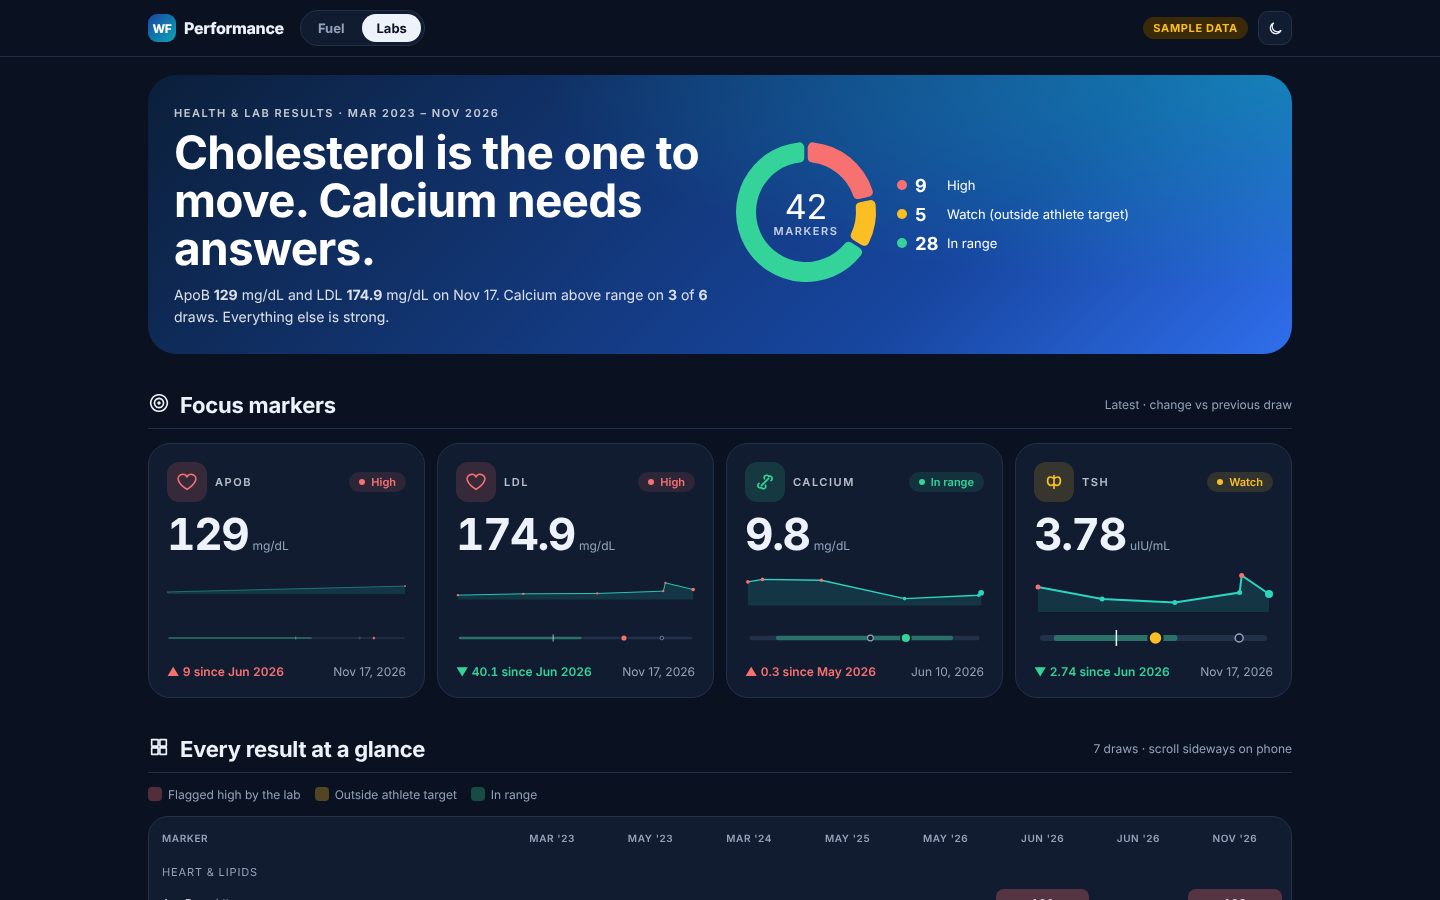 WF Performance Fuel Labs SAMPLE DATA
HEALTH & LAB RESULTS · MAR 2023 – NOV 2026
Cholesterol is the one to
move. Calcium needs
answers.
ApoB 129 mg/dL and LDL 174.9 mg/dL on Nov 17. Calcium above range on 3 of 6
draws. Everything else is strong.
42
MARKERS
9 High
5 Watch (outside athlete target)
28 In range
Focus markers
Latest · change vs previous draw
APOB High
129 mg/dL
9 since Jun 2026 Nov 17, 2026
LDL High
174.9 mg/dL
40.1 since Jun 2026 Nov 17, 2026
CALCIUM In range
9.8 mg/dL
0.3 since May 2026 Jun 10, 2026
TSH Watch
3.78 uIU/mL
2.74 since Jun 2026 Nov 17, 2026
Every result at a glance
7 draws · scroll sideways on phone
Flagged high by the lab Outside athlete target In range
MARKER MAR '23 MAY '23 MAR '24 MAY '25 MAY '26 JUN '26 JUN '26 NOV '26
HEART & LIPIDS